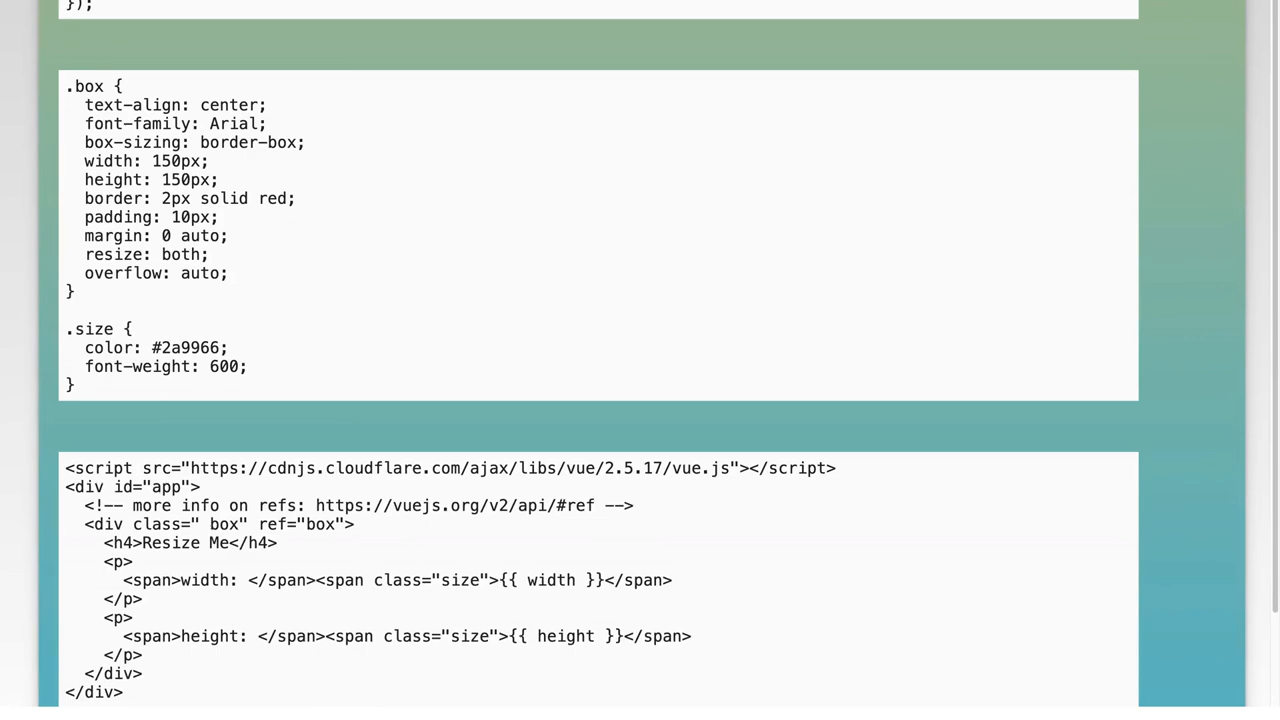 });
.box {
  text-align: center;
  font-family: Arial;
  box-sizing: border-box;
  width: 150px;
  height: 150px;
  border: 2px solid red;
  padding: 10px;
  margin: 0 auto;
  resize: both;
  overflow: auto;
}
.size {
  color: #2a9966;
  font-weight: 600;
}
<script src="https://cdnjs.cloudflare.com/ajax/libs/vue/2.5.17/vue.js"></script>
<div id="app">
  <!-- more info on refs: https://vuejs.org/v2/api/#ref -->
  <div class=" box" ref="box">
    <h4>Resize Me</h4>
    <p>
      <span>width: </span><span class="size">{{ width }}</span>
    </p>
    <p>
      <span>height: </span><span class="size">{{ height }}</span>
    </p>
  </div>
</div>